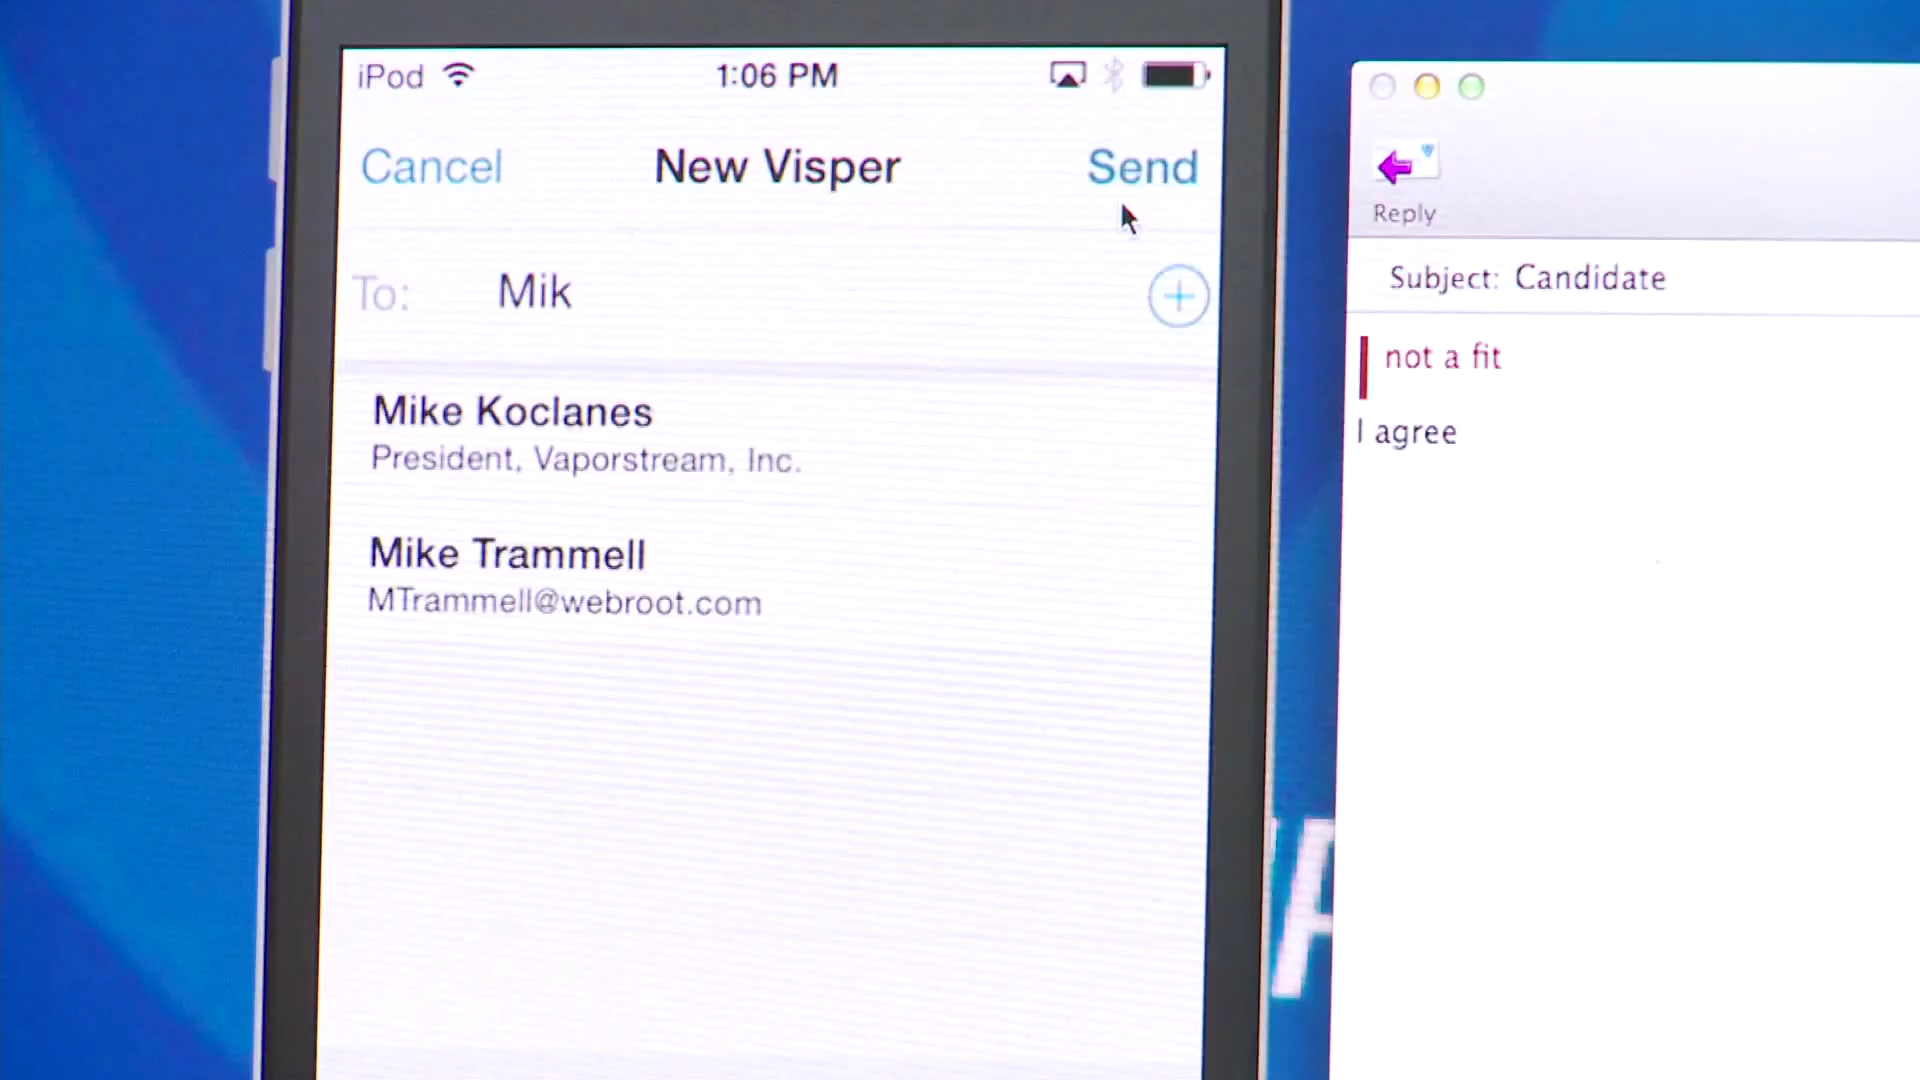 iPod
1:06 PM
Cancel
New Visper
Send
To:
Mik
Mike Koclanes
President, Vaporstream, Inc.
Mike Trammell
MTrammell@webroot.com
Reply
Subject: Candidate
not a fit
I agree